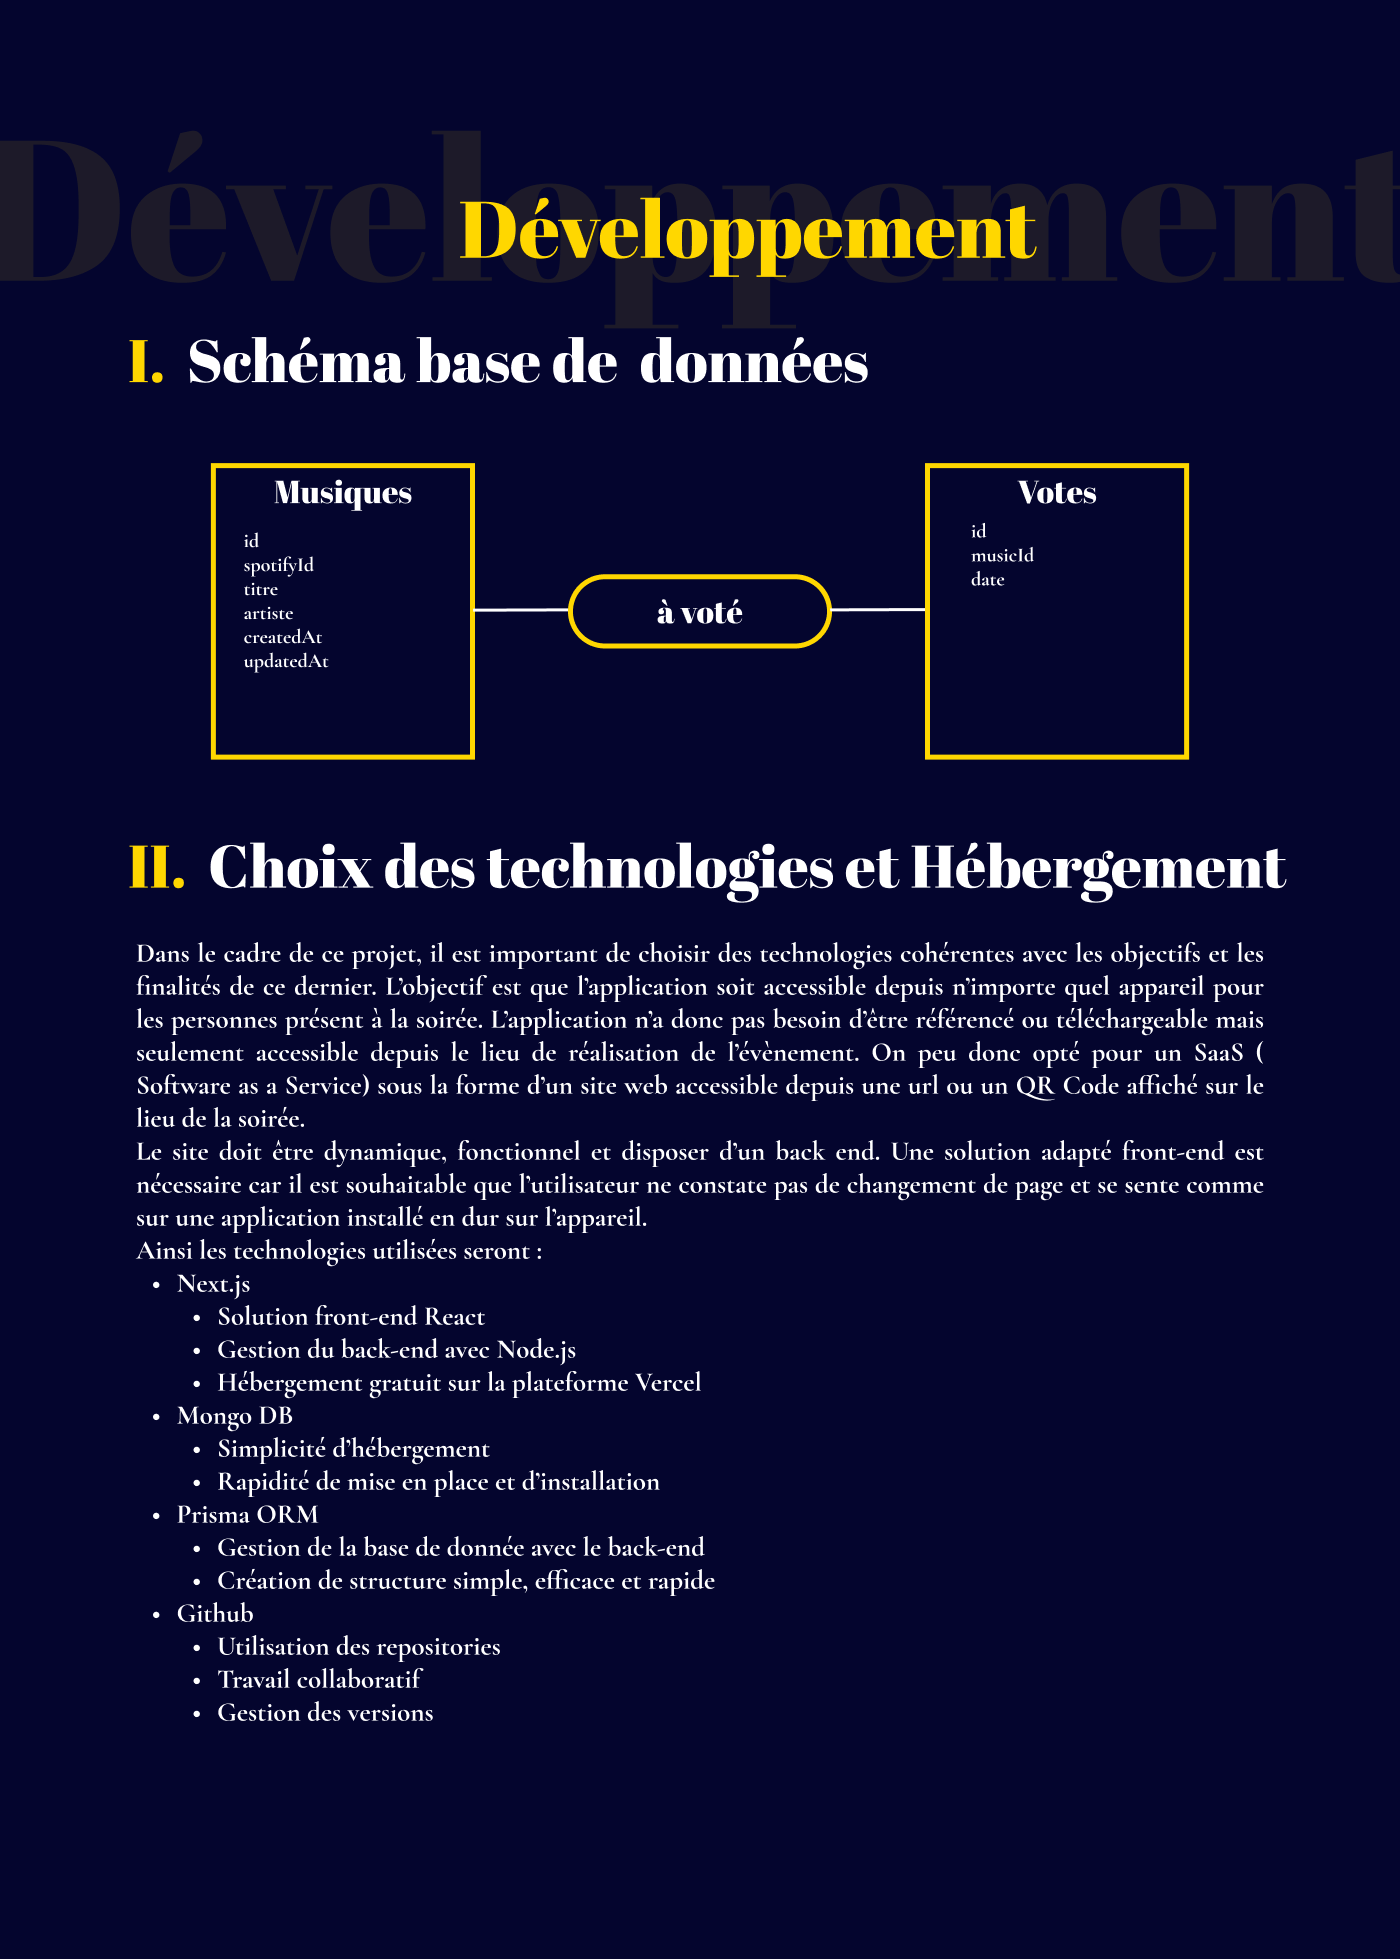 Développement
Développement
I. Schéma base de données
Musiques
id
spotifyId
titre
artiste
createdAt
updatedAt
à voté
Votes
id
musicId
date
II. Choix des technologies et Hébergement
Dans le cadre de ce projet, il est important de choisir des technologies cohérentes avec les objectifs et les
finalités de ce dernier. L’objectif est que l’application soit accessible depuis n’importe quel appareil pour
les personnes présent à la soirée. L’application n’a donc pas besoin d’être référencé ou téléchargeable mais
seulement accessible depuis le lieu de réalisation de l’évènement. On peu donc opté pour un SaaS (
Software as a Service) sous la forme d’un site web accessible depuis une url ou un QR Code affiché sur le
lieu de la soirée.
Le site doit être dynamique, fonctionnel et disposer d’un back end. Une solution adapté front-end est
nécessaire car il est souhaitable que l’utilisateur ne constate pas de changement de page et se sente comme
sur une application installé en dur sur l’appareil.
Ainsi les technologies utilisées seront :
• Next.js
• Solution front-end React
• Gestion du back-end avec Node.js
• Hébergement gratuit sur la plateforme Vercel
• Mongo DB
• Simplicité d’hébergement
• Rapidité de mise en place et d’installation
• Prisma ORM
• Gestion de la base de donnée avec le back-end
• Création de structure simple, efficace et rapide
• Github
• Utilisation des repositories
• Travail collaboratif
• Gestion des versions